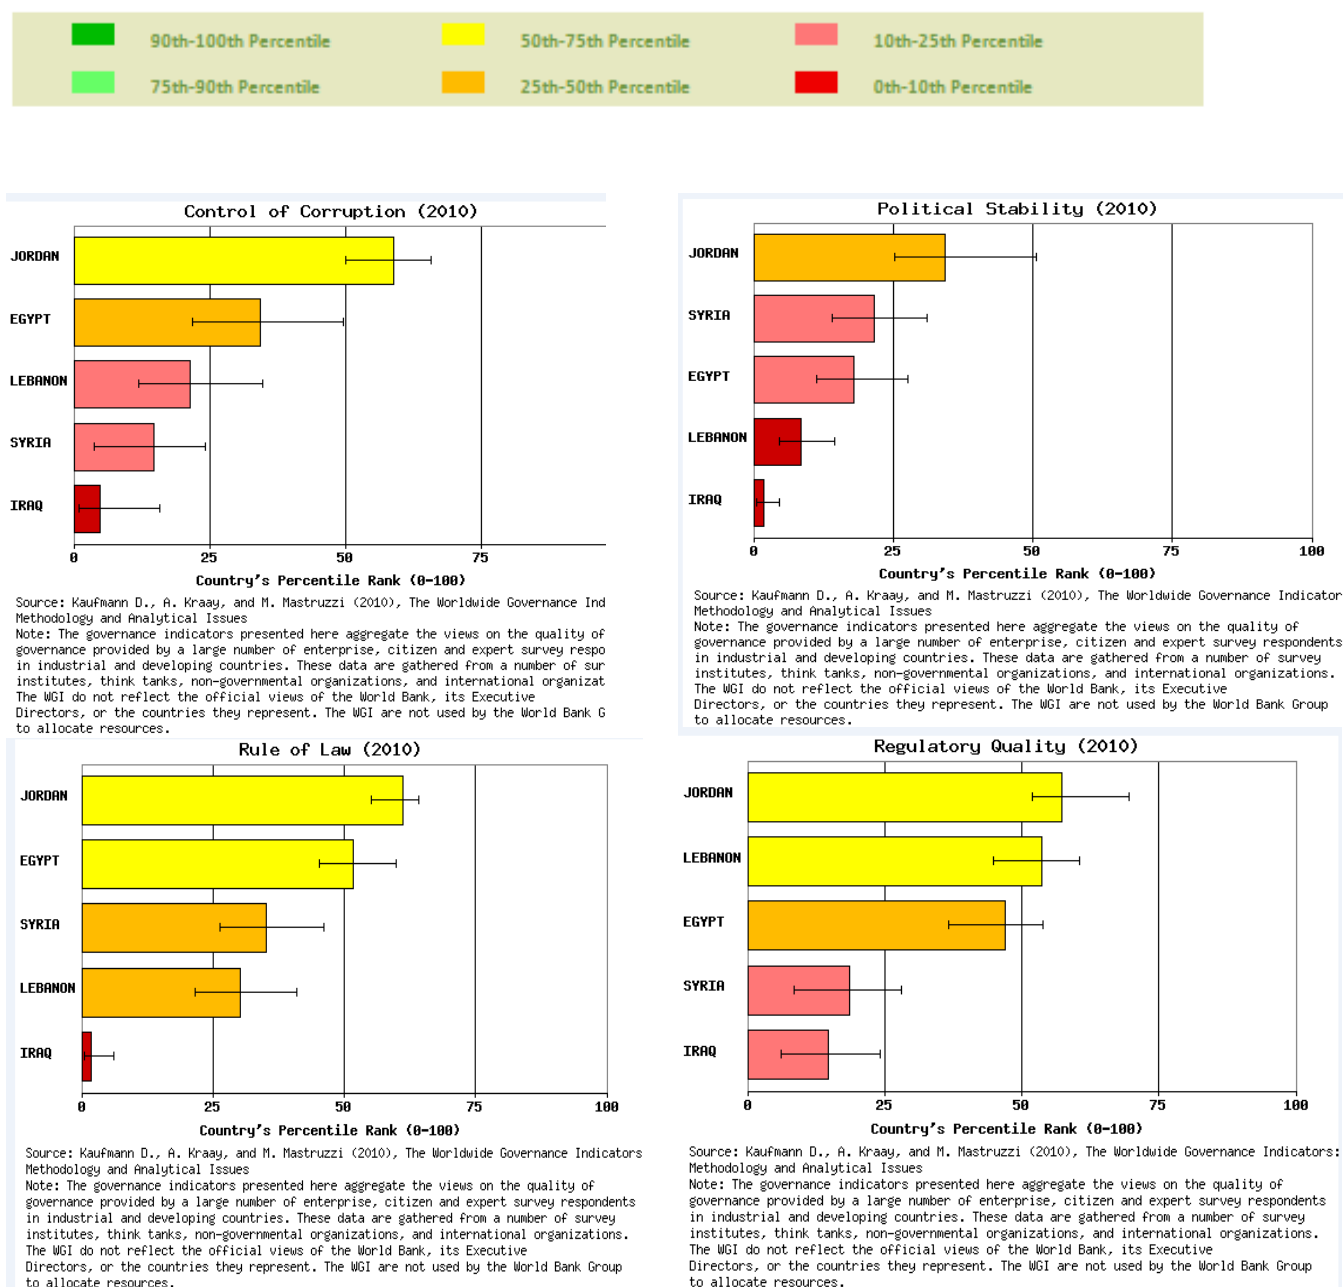 90th-100th Percentile
50th-75th Percentile
10th-25th Percentile
75th-90th Percentile
25th-50th Percentile
0th-10th Percentile
Control of Corruption (2010)
JORDAN
EGYPT
LEBANON
SYRIA
IRAQ
0 25 50 75
Country's Percentile Rank (0-100)
Source: Kaufmann D., A. Kraay, and M. Mastruzzi (2010), The Worldwide Governance Ind
Methodology and Analytical Issues
Note: The governance indicators presented here aggregate the views on the quality of
governance provided by a large number of enterprise, citizen and expert survey respo
in industrial and developing countries. These data are gathered from a number of sur
institutes, think tanks, non-governmental organizations, and international organizat
The WGI do not reflect the official views of the World Bank, its Executive
Directors, or the countries they represent. The WGI are not used by the World Bank G
to allocate resources.
Political Stability (2010)
JORDAN
SYRIA
EGYPT
LEBANON
IRAQ
0 25 50 75 100
Country's Percentile Rank (0-100)
Source: Kaufmann D., A. Kraay, and M. Mastruzzi (2010), The Worldwide Governance Indicator
Methodology and Analytical Issues
Note: The governance indicators presented here aggregate the views on the quality of
governance provided by a large number of enterprise, citizen and expert survey respondents
in industrial and developing countries. These data are gathered from a number of survey
institutes, think tanks, non-governmental organizations, and international organizations.
The WGI do not reflect the official views of the World Bank, its Executive
Directors, or the countries they represent. The WGI are not used by the World Bank Group
to allocate resources.
Rule of Law (2010)
JORDAN
EGYPT
SYRIA
LEBANON
IRAQ
0 25 50 75 100
Country's Percentile Rank (0-100)
Source: Kaufmann D., A. Kraay, and M. Mastruzzi (2010), The Worldwide Governance Indicators
Methodology and Analytical Issues
Note: The governance indicators presented here aggregate the views on the quality of
governance provided by a large number of enterprise, citizen and expert survey respondents
in industrial and developing countries. These data are gathered from a number of survey
institutes, think tanks, non-governmental organizations, and international organizations.
The WGI do not reflect the official views of the World Bank, its Executive
Directors, or the countries they represent. The WGI are not used by the World Bank Group
to allocate resources.
Regulatory Quality (2010)
JORDAN
LEBANON
EGYPT
SYRIA
IRAQ
0 25 50 75 100
Country's Percentile Rank (0-100)
Source: Kaufmann D., A. Kraay, and M. Mastruzzi (2010), The Worldwide Governance Indicators:
Methodology and Analytical Issues
Note: The governance indicators presented here aggregate the views on the quality of
governance provided by a large number of enterprise, citizen and expert survey respondents
in industrial and developing countries. These data are gathered from a number of survey
institutes, think tanks, non-governmental organizations, and international organizations.
The WGI do not reflect the official views of the World Bank, its Executive
Directors, or the countries they represent. The WGI are not used by the World Bank Group
to allocate resources.